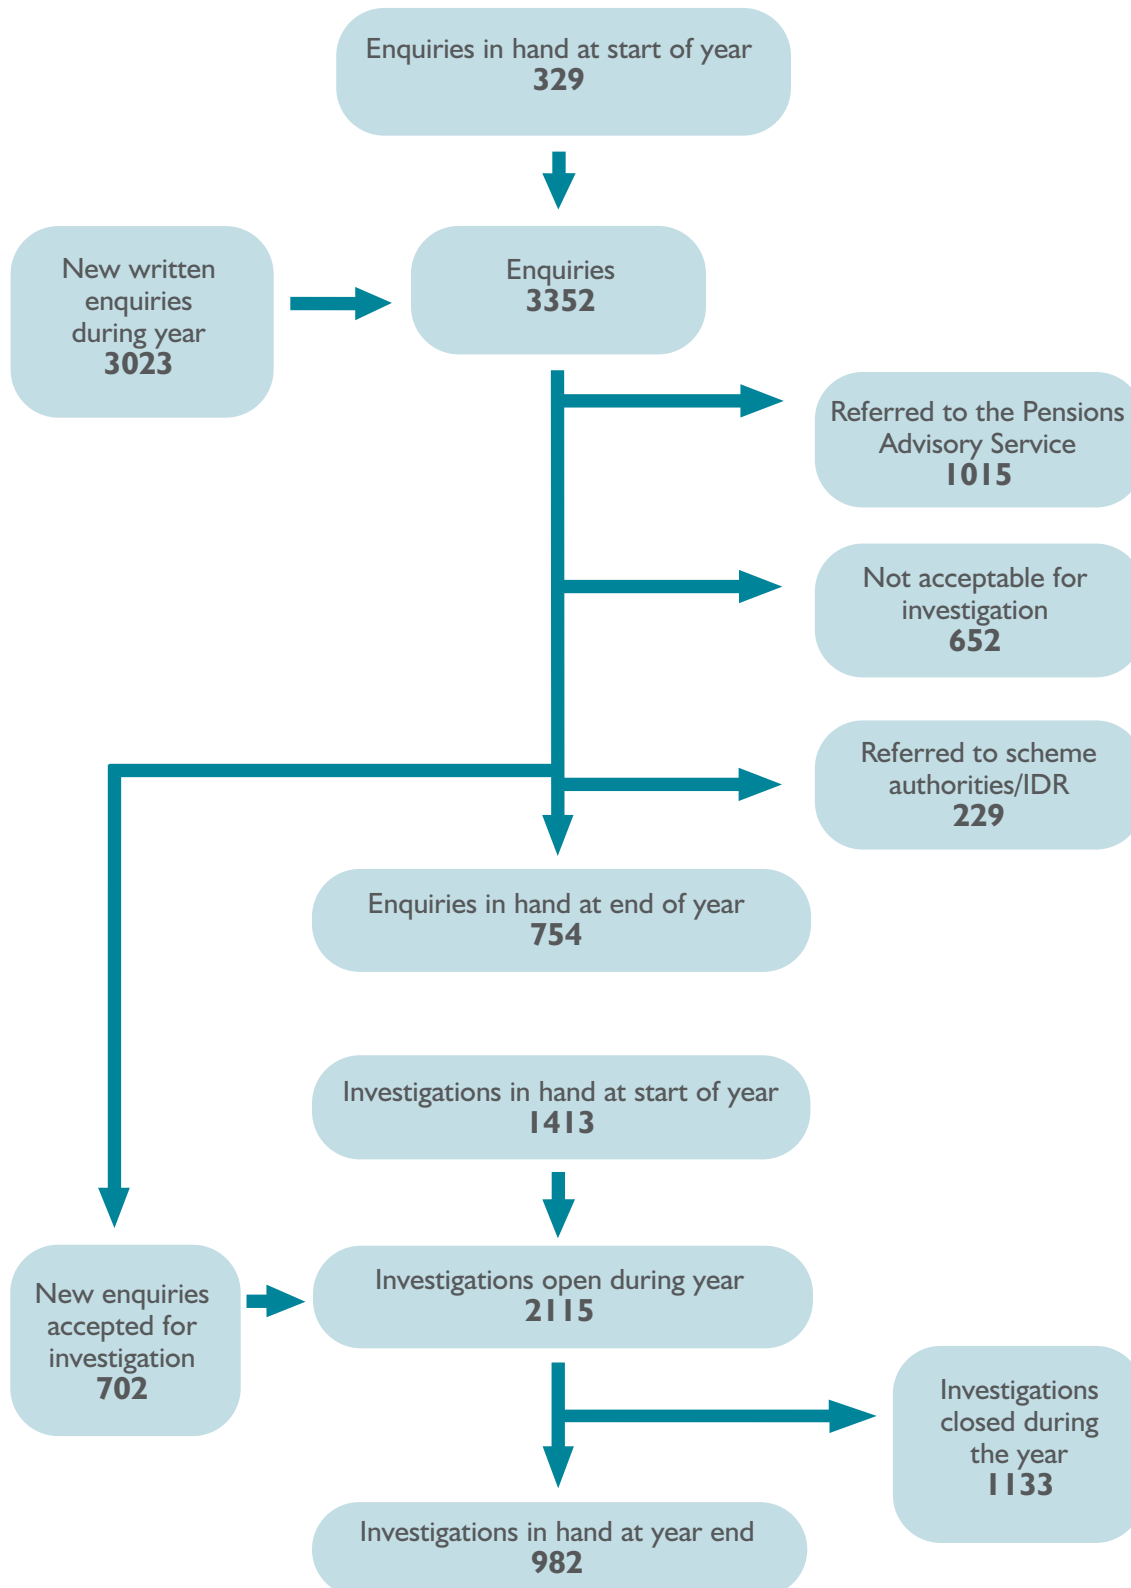 Enquiries in hand at start of year
329
New written
enquiries
during year
3023
Enquiries
3352
Referred to the Pensions
Advisory Service
1015
Not acceptable for
investigation
652
Referred to scheme
authorities/IDR
229
Enquiries in hand at end of year
754
Investigations in hand at start of year
1413
New enquiries
accepted for
investigation
702
Investigations open during year
2115
Investigations
closed during
the year
1133
Investigations in hand at year end
982